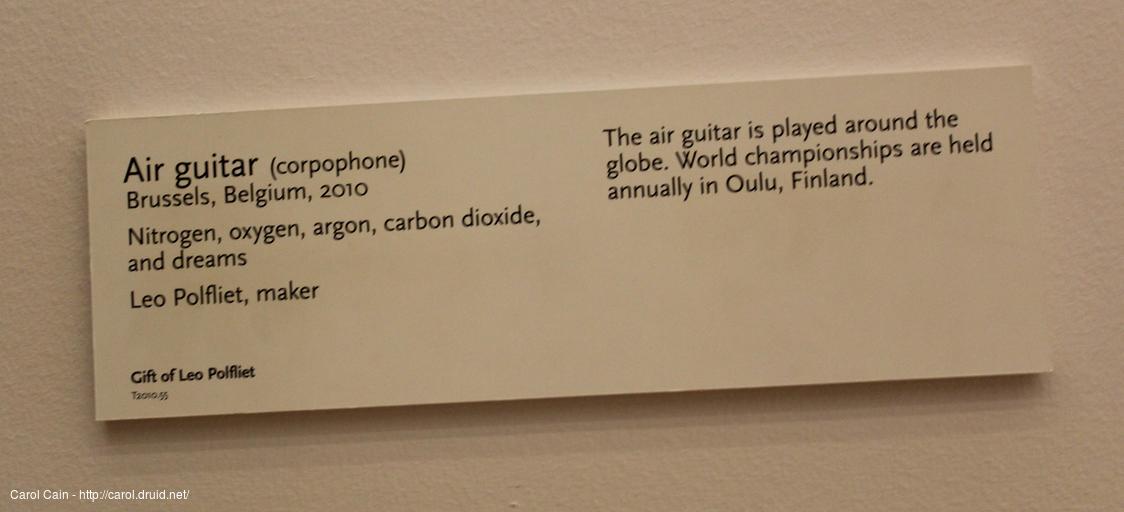 Air guitar (corpophone)
Brussels, Belgium, 2010
Nitrogen, oxygen, argon, carbon dioxide,
and dreams
Leo Polfliet, maker
Gift of Leo Polfliet
T2010.55
The air guitar is played around the
globe. World championships are held
annually in Oulu, Finland.
Carol Cain - http://carol.druid.net/